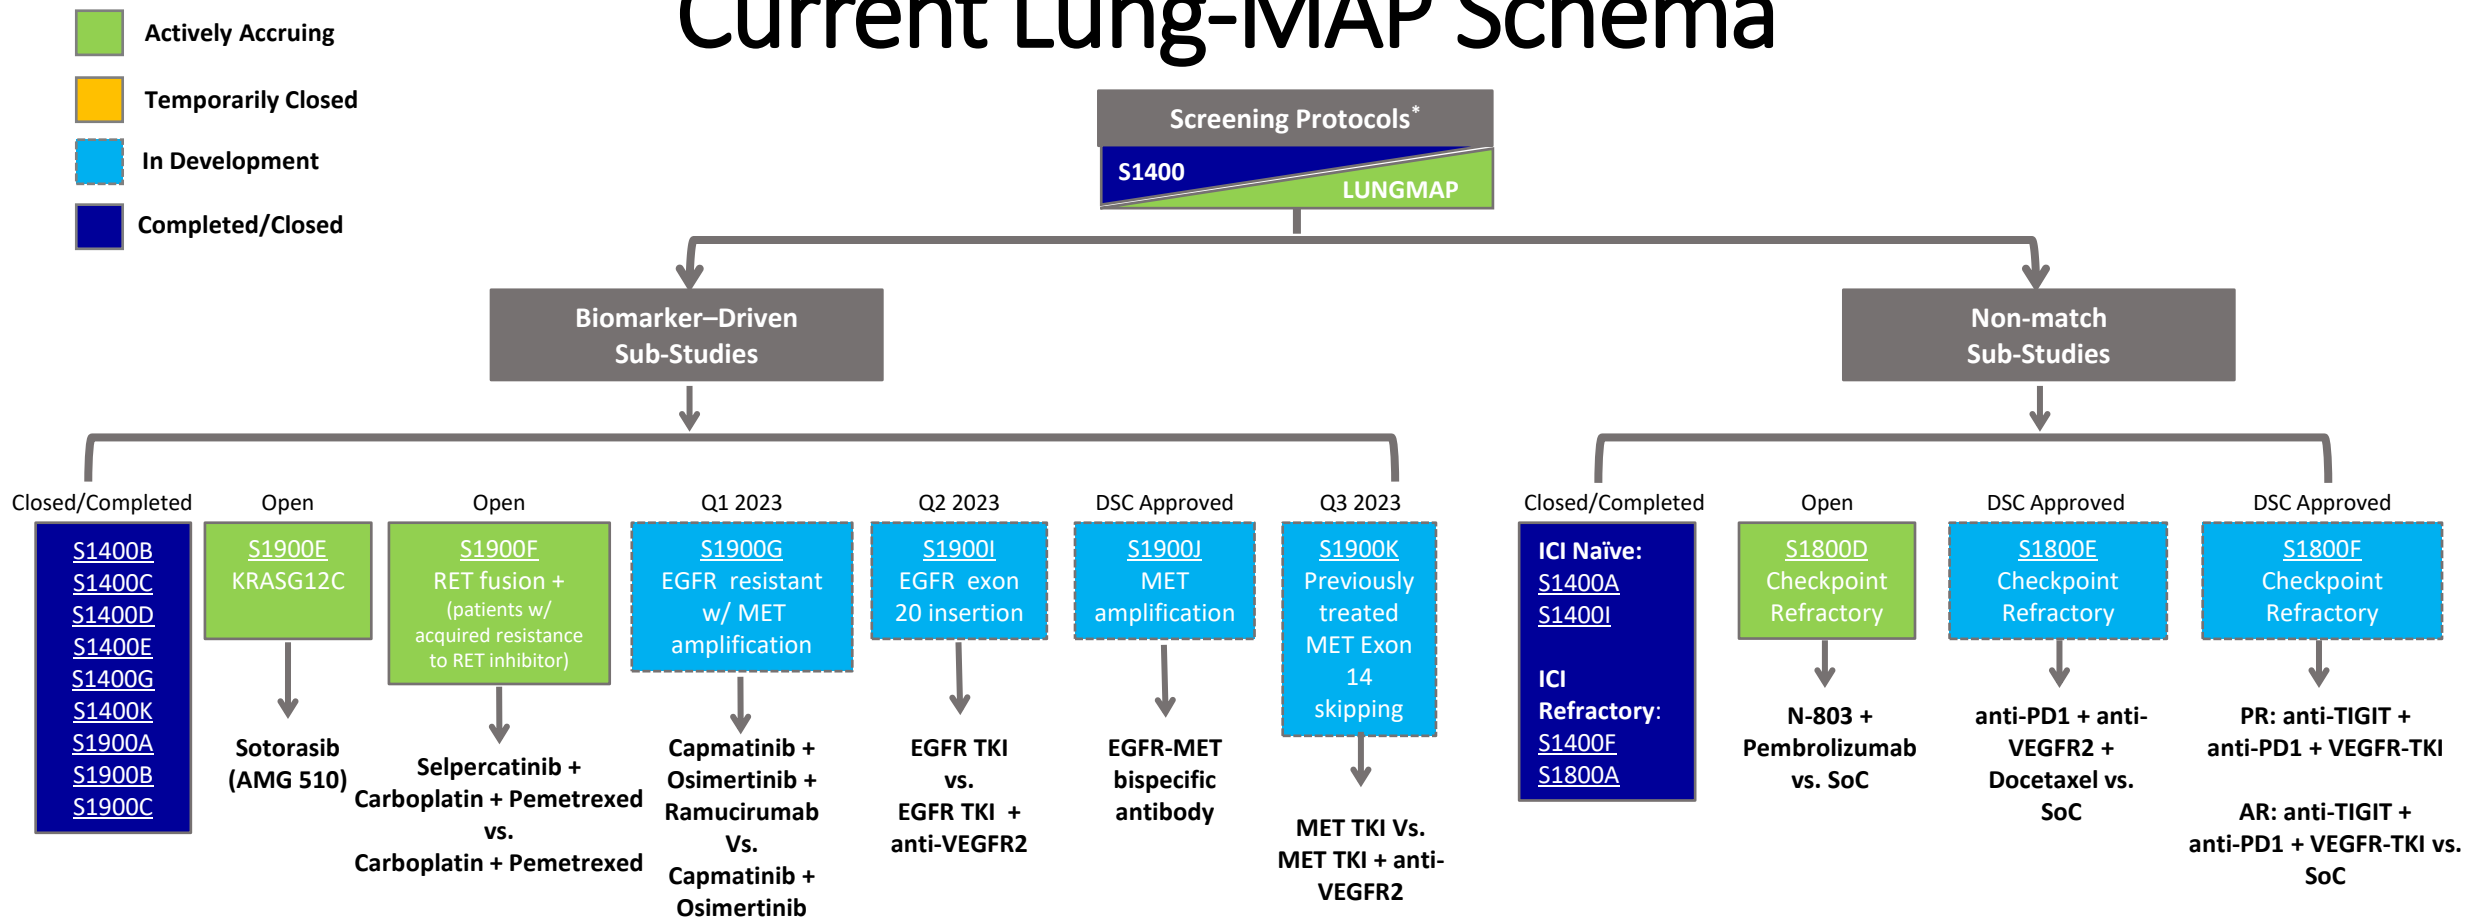 Current Lung-MAP Schema
Actively Accruing
Temporarily Closed
In Development
Completed/Closed
Screening Protocols*
S1400
LUNGMAP
Biomarker–Driven
Sub-Studies
Non-match
Sub-Studies
Closed/Completed
S1400B
S1400C
S1400D
S1400E
S1400G
S1400K
S1900A
S1900B
S1900C
Open
S1900E
KRASG12C
Sotorasib
(AMG 510)
Open
S1900F
RET fusion +
(patients w/
acquired resistance
to RET inhibitor)
Selpercatinib +
Carboplatin + Pemetrexed
vs.
Carboplatin + Pemetrexed
Q1 2023
S1900G
EGFR resistant
w/ MET
amplification
Capmatinib +
Osimertinib +
Ramucirumab
Vs.
Capmatinib +
Osimertinib
Q2 2023
S1900I
EGFR exon
20 insertion
EGFR TKI
vs.
EGFR TKI +
anti-VEGFR2
DSC Approved
S1900J
MET
amplification
EGFR-MET
bispecific
antibody
Q3 2023
S1900K
Previously
treated
MET Exon
14
skipping
MET TKI Vs.
MET TKI + anti-
VEGFR2
Closed/Completed
ICI Naïve:
S1400A
S1400I
ICI
Refractory:
S1400F
S1800A
Open
S1800D
Checkpoint
Refractory
N-803 +
Pembrolizumab
vs. SoC
DSC Approved
S1800E
Checkpoint
Refractory
anti-PD1 + anti-
VEGFR2 +
Docetaxel vs.
SoC
DSC Approved
S1800F
Checkpoint
Refractory
PR: anti-TIGIT +
anti-PD1 + VEGFR-TKI
AR: anti-TIGIT +
anti-PD1 + VEGFR-TKI vs.
SoC